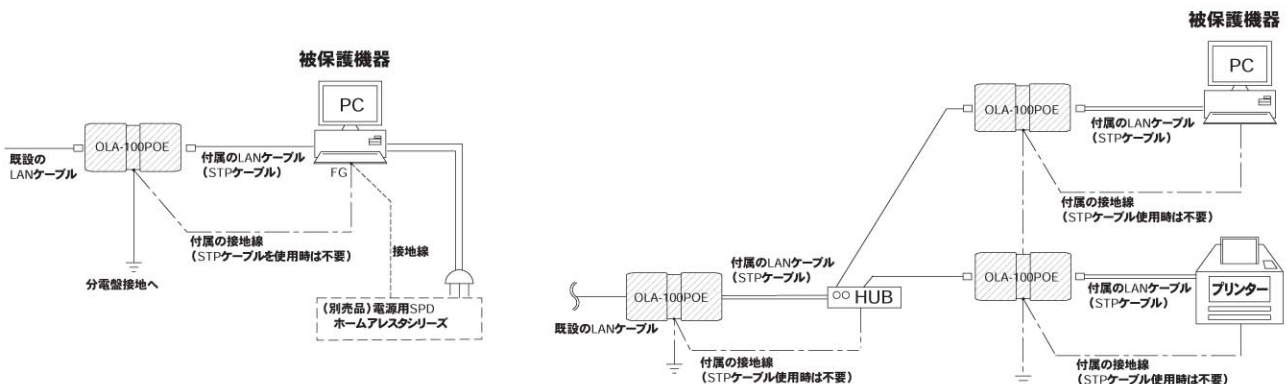 被保護機器
PC
OLA-100POE
既設の
LANケーブル
付属のLANケーブル
(STPケーブル)
FG
付属の接地線
(STPケーブルを使用時は不要)
接地線
分電盤接地へ
(別売品)電源用SPD
ホームアレスタシリーズ
被保護機器
PC
OLA-100POE
付属のLANケーブル
(STPケーブル)
付属の接地線
(STPケーブル使用時は不要)
付属のLANケーブル
(STPケーブル)
OLA-100POE
プリンター
付属のLANケーブル
(STPケーブル)
OLA-100POE
HUB
既設のLANケーブル
付属の接地線
(STPケーブル使用時は不要)
付属の接地線
(STPケーブル使用時は不要)